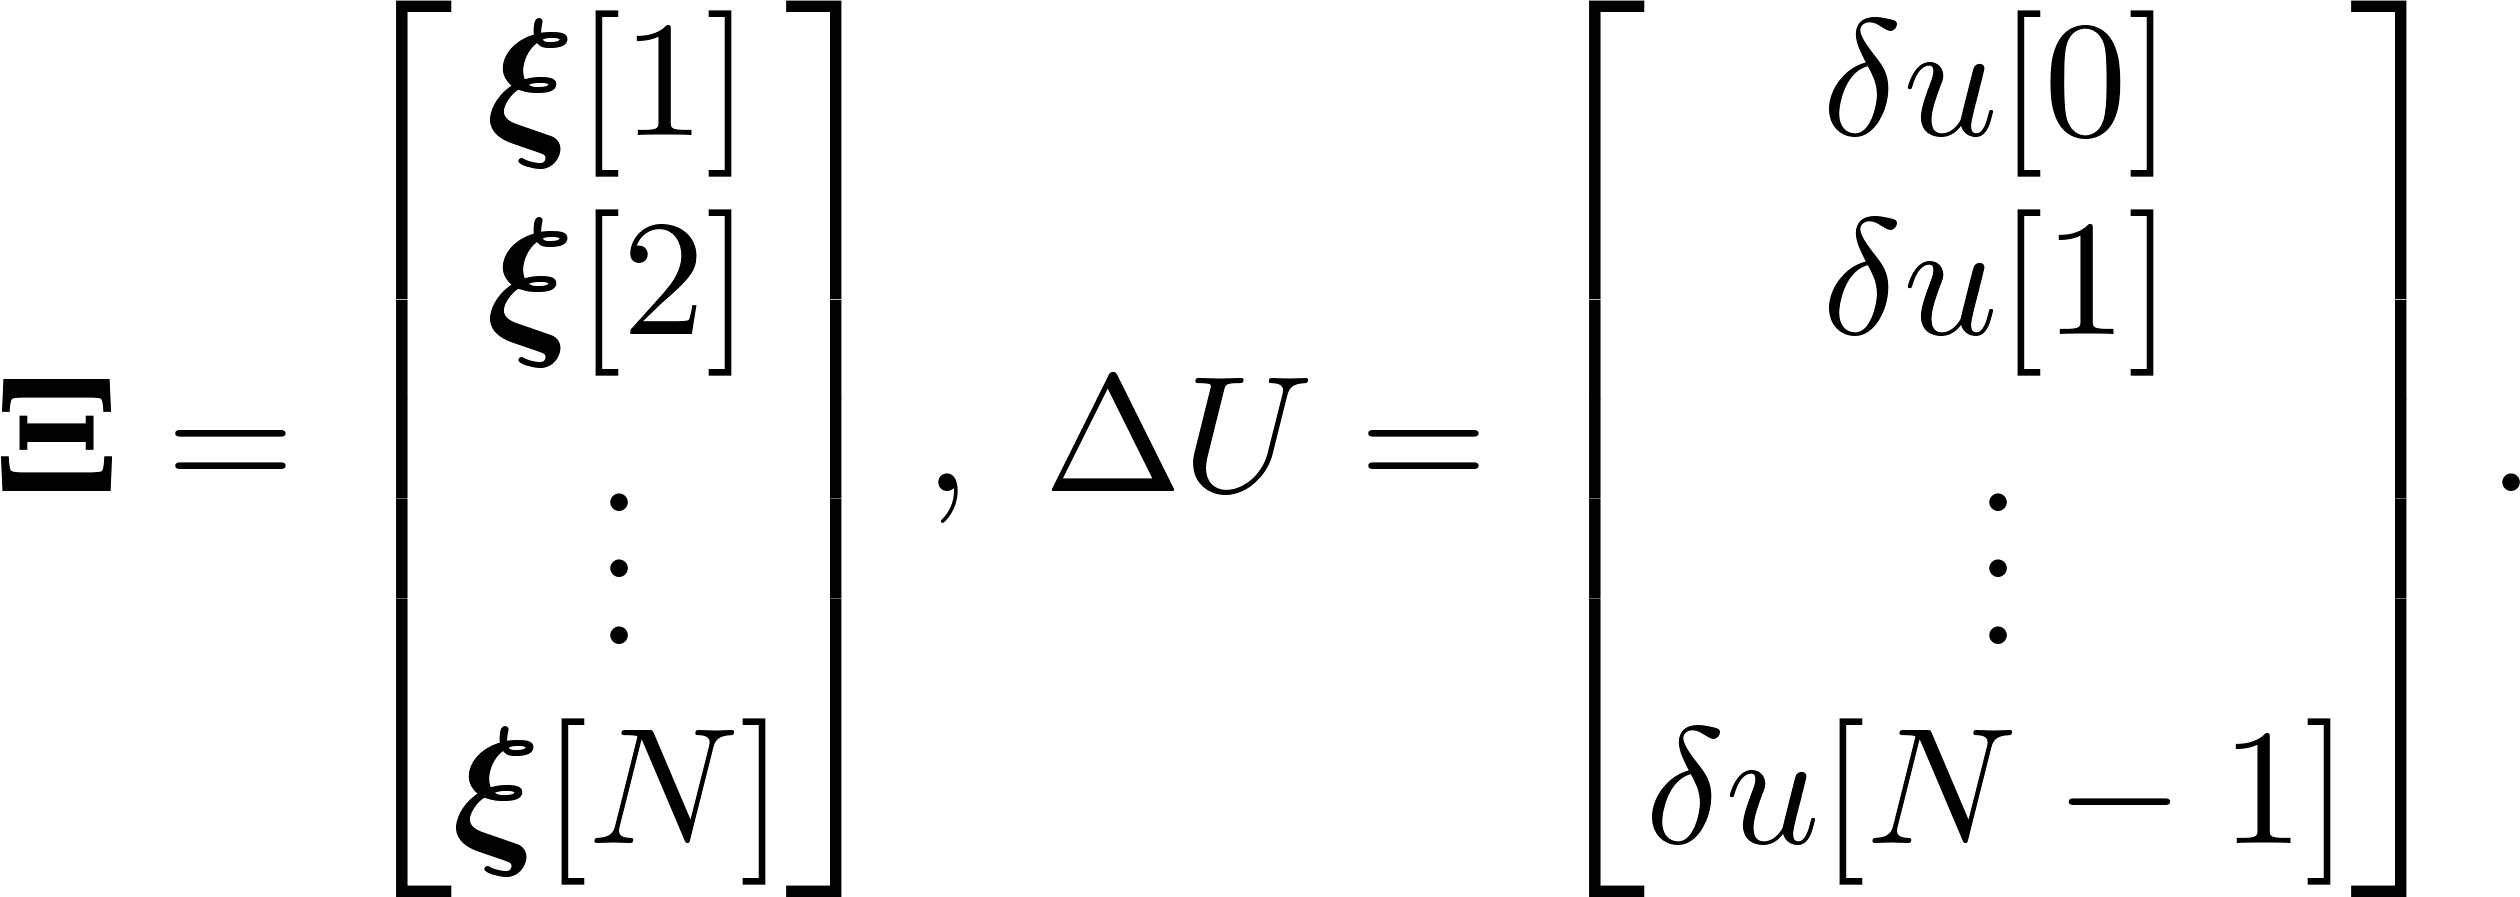 𝚵 = [ 𝝃[1] 𝝃[2] ⋮ 𝝃[N] ], ΔU = [ δu[0] δu[1] ⋮ δu[N − 1] ].